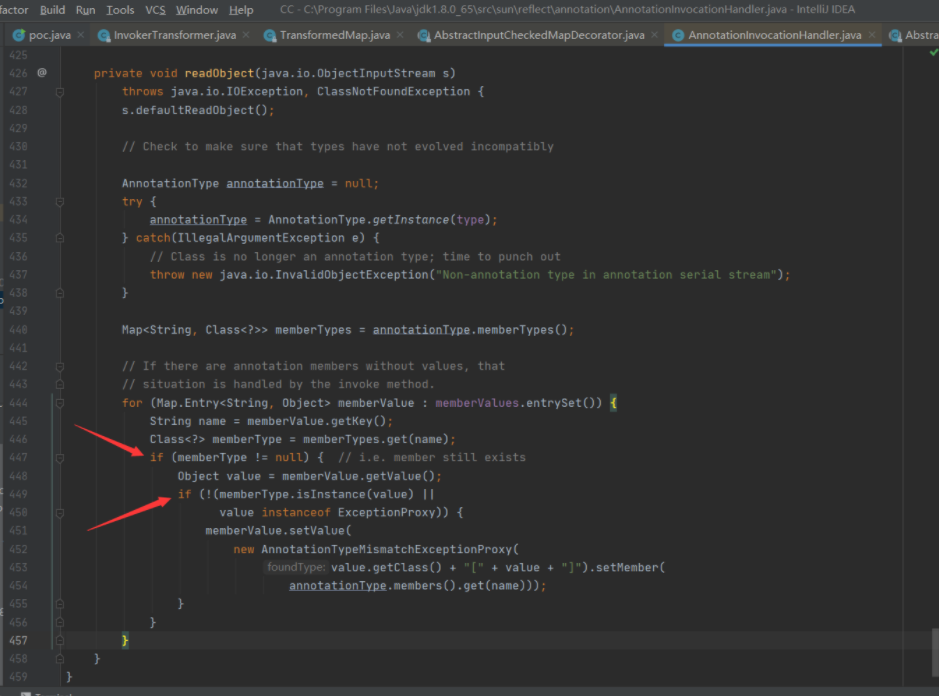 factor Build Run Tools VCS Window Help CC - C:\Program Files\Java\jdk1.8.0_65\src\sun\reflect\annotation\AnnotationInvocationHandler.java - IntelliJ IDEA
poc.java × InvokerTransformer.java × TransformedMap.java × AbstractInputCheckedMapDecorator.java × AnnotationInvocationHandler.java × Abstra
425
426 @ private void readObject(java.io.ObjectInputStream s)
427 throws java.io.IOException, ClassNotFoundException {
428 s.defaultReadObject();
429
430 // Check to make sure that types have not evolved incompatibly
431
432 AnnotationType annotationType = null;
433 try {
434 annotationType = AnnotationType.getInstance(type);
435 } catch(IllegalArgumentException e) {
436 // Class is no longer an annotation type; time to punch out
437 throw new java.io.InvalidObjectException("Non-annotation type in annotation serial stream");
438 }
439
440 Map<String, Class<?>> memberTypes = annotationType.memberTypes();
441
442 // If there are annotation members without values, that
443 // situation is handled by the invoke method.
444 for (Map.Entry<String, Object> memberValue : memberValues.entrySet()) {
445 String name = memberValue.getKey();
446 Class<?> memberType = memberTypes.get(name);
447 if (memberType != null) { // i.e. member still exists
448 Object value = memberValue.getValue();
449 if (!(memberType.isInstance(value) ||
450 value instanceof ExceptionProxy)) {
451 memberValue.setValue(
452 new AnnotationTypeMismatchExceptionProxy(
453 foundType: value.getClass() + "[" + value + "]").setMember(
454 annotationType.members().get(name)));
455 }
456 }
457 }
458 }
459 }